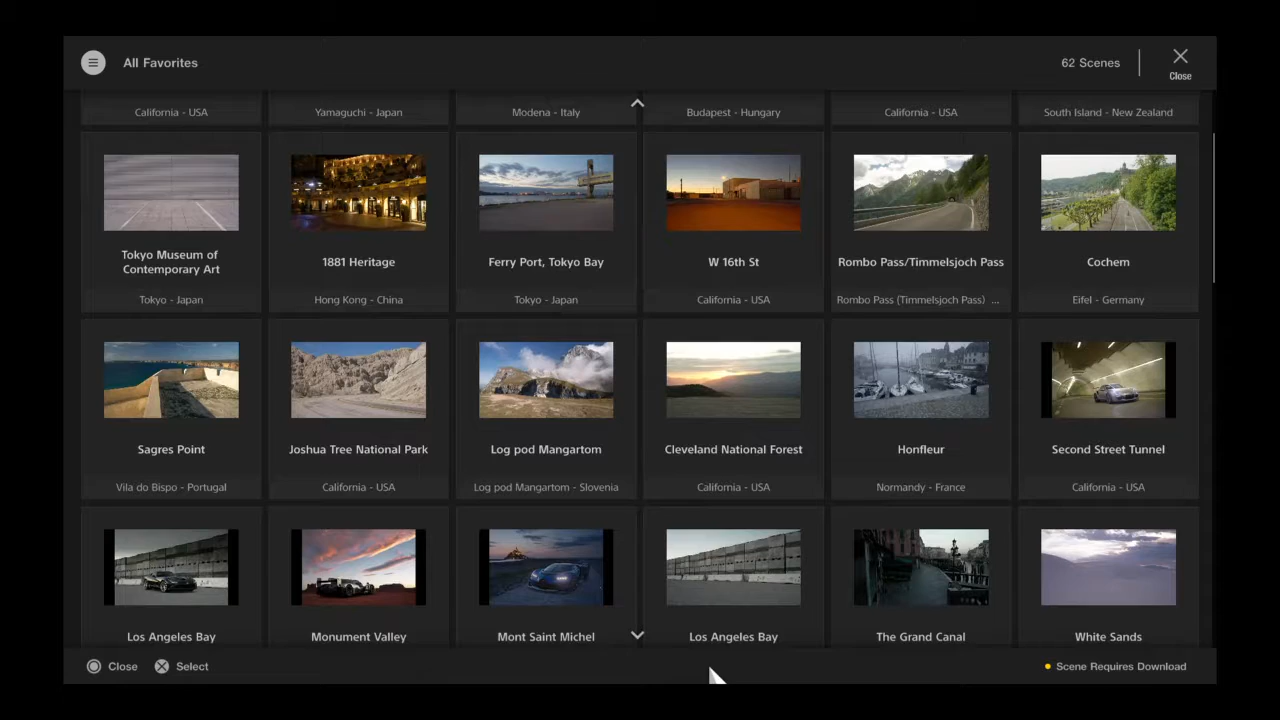 All Favorites
62 Scenes
Close
California - USA
Yamaguchi - Japan
Modena - Italy
Budapest - Hungary
California - USA
South Island - New Zealand
Tokyo Museum of
Contemporary Art
1881 Heritage
Ferry Port, Tokyo Bay
W 16th St
Rombo Pass/Timmelsjoch Pass
Cochem
Tokyo - Japan
Hong Kong - China
Tokyo - Japan
California - USA
Rombo Pass (Timmelsjoch Pass) ...
Eifel - Germany
Sagres Point
Joshua Tree National Park
Log pod Mangartom
Cleveland National Forest
Honfleur
Second Street Tunnel
Vila do Bispo - Portugal
California - USA
Log pod Mangartom - Slovenia
California - USA
Normandy - France
California - USA
Los Angeles Bay
Monument Valley
Mont Saint Michel
Los Angeles Bay
The Grand Canal
White Sands
Close
Select
Scene Requires Download